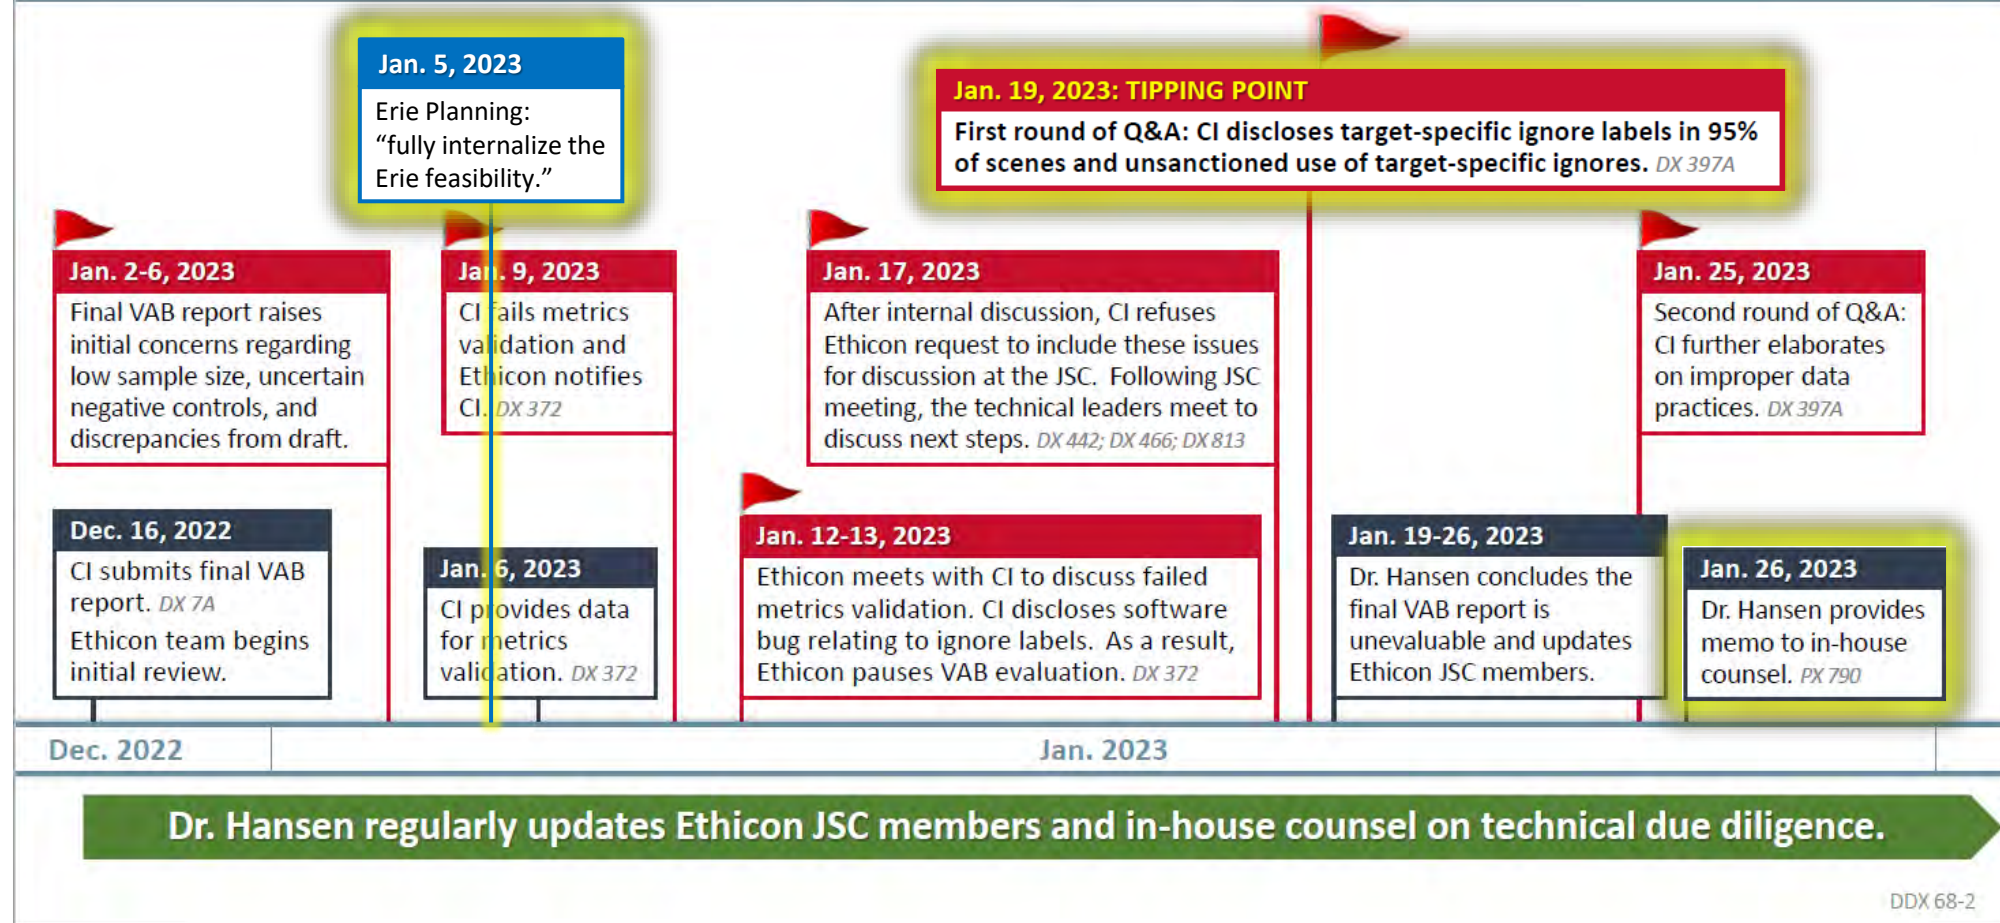 Jan. 5, 2023
Erie Planning:
“fully internalize the
Erie feasibility.”
Jan. 19, 2023: TIPPING POINT
First round of Q&A: CI discloses target-specific ignore labels in 95%
of scenes and unsanctioned use of target-specific ignores. DX 397A
Jan. 2-6, 2023
Final VAB report raises
initial concerns regarding
low sample size, uncertain
negative controls, and
discrepancies from draft.
Jan. 9, 2023
CI fails metrics
validation and
Ethicon notifies
CI. DX 372
Jan. 17, 2023
After internal discussion, CI refuses
Ethicon request to include these issues
for discussion at the JSC. Following JSC
meeting, the technical leaders meet to
discuss next steps. DX 442; DX 466; DX 813
Jan. 25, 2023
Second round of Q&A:
CI further elaborates
on improper data
practices. DX 397A
Dec. 16, 2022
CI submits final VAB
report. DX 7A
Ethicon team begins
initial review.
Jan. 6, 2023
CI provides data
for metrics
validation. DX 372
Jan. 12-13, 2023
Ethicon meets with CI to discuss failed
metrics validation. CI discloses software
bug relating to ignore labels. As a result,
Ethicon pauses VAB evaluation. DX 372
Jan. 19-26, 2023
Dr. Hansen concludes the
final VAB report is
unevaluable and updates
Ethicon JSC members.
Jan. 26, 2023
Dr. Hansen provides
memo to in-house
counsel. PX 790
Dec. 2022
Jan. 2023
Dr. Hansen regularly updates Ethicon JSC members and in-house counsel on technical due diligence.
DDX 68-2